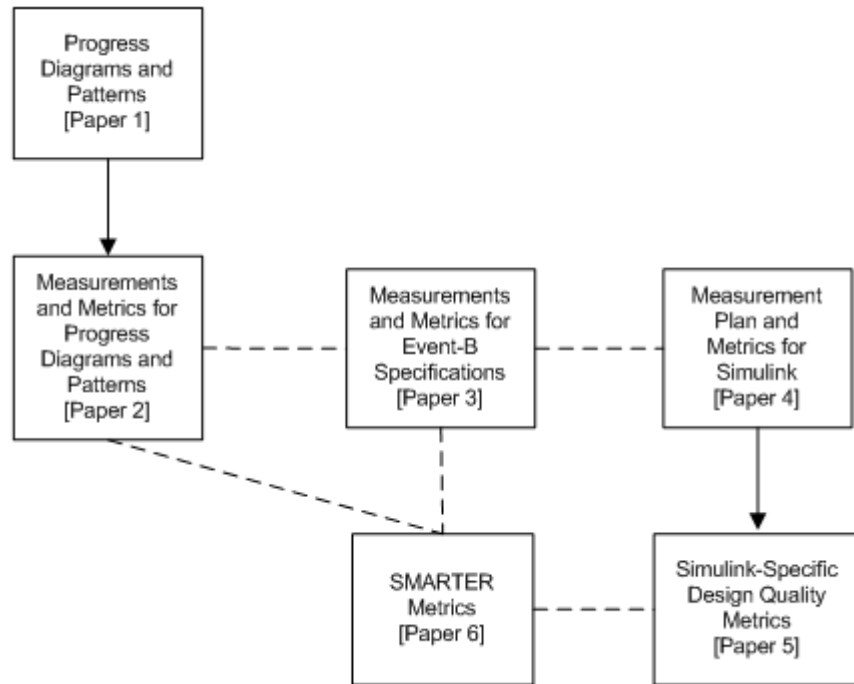 Progress
Diagrams and
Patterns
[Paper 1]
Measurements
and Metrics for
Progress
Diagrams and
Patterns
[Paper 2]
Measurements
and Metrics for
Event-B
Specifications
[Paper 3]
Measurement
Plan and
Metrics for
Simulink
[Paper 4]
SMARTER
Metrics
[Paper 6]
Simulink-Specific
Design Quality
Metrics
[Paper 5]